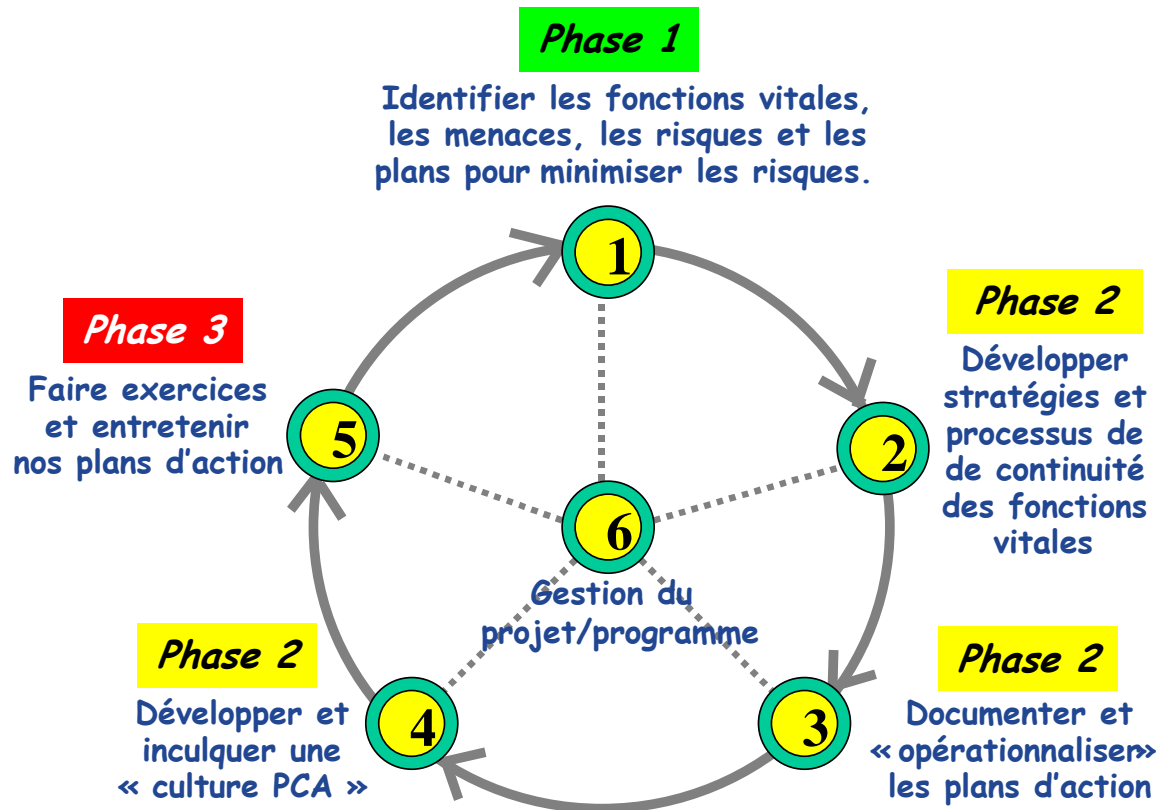 Phase 1
Identifier les fonctions vitales,
les menaces, les risques et les
plans pour minimiser les risques.
1
Phase 2
Développer
stratégies et
processus de
de continuité
des fonctions
vitales
2
Phase 3
Faire exercices
et entretenir
nos plans d'action
5
6
Gestion du
projet/programme
Phase 2
Développer et
inculquer une
« culture PCA »
4
3
Phase 2
Documenter et
« opérationnaliser»
les plans d'action